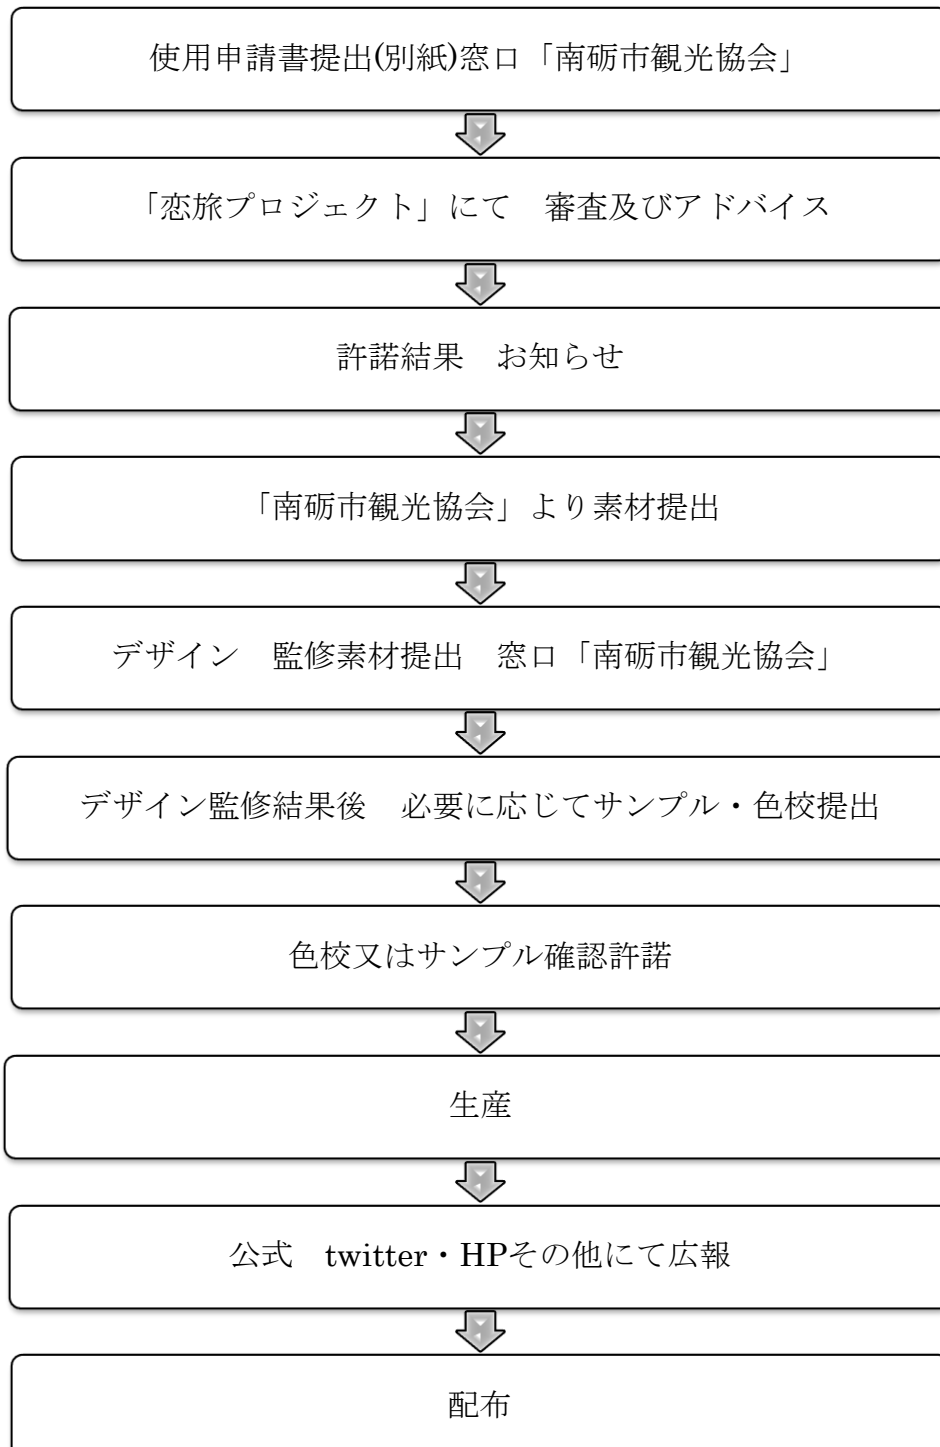 使用申請書提出(別紙)窓口「南砺市観光協会」
「恋旅プロジェクト」にて　審査及びアドバイス
許諾結果　お知らせ
「南砺市観光協会」より素材提出
デザイン　監修素材提出　窓口「南砺市観光協会」
デザイン監修結果後　必要に応じてサンプル・色校提出
色校又はサンプル確認許諾
生産
公式　twitter・HPその他にて広報
配布